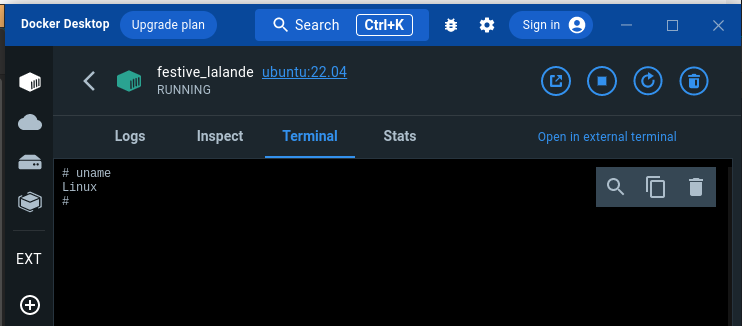 Docker Desktop Upgrade plan Search Ctrl+K Sign in
festive_lalande ubuntu:22.04
RUNNING
Logs Inspect Terminal Stats Open in external terminal
# uname
Linux
#
EXT